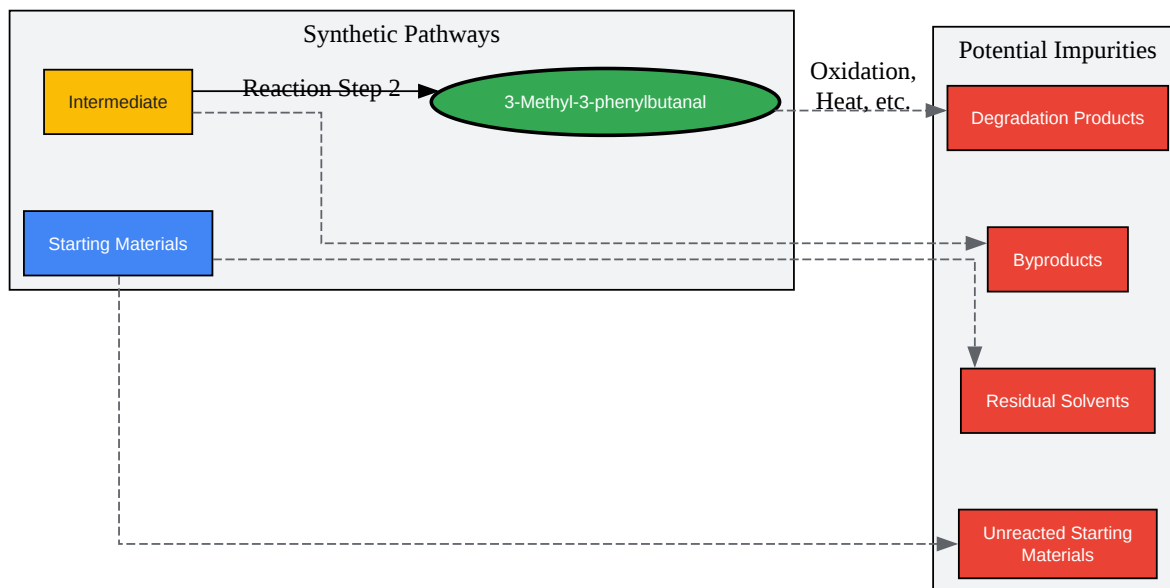 Synthetic Pathways
Intermediate
Reaction Step 2
3-Methyl-3-phenylbutanal
Starting Materials
Oxidation,
Heat, etc.
Potential Impurities
Degradation Products
Byproducts
Residual Solvents
Unreacted Starting
Materials